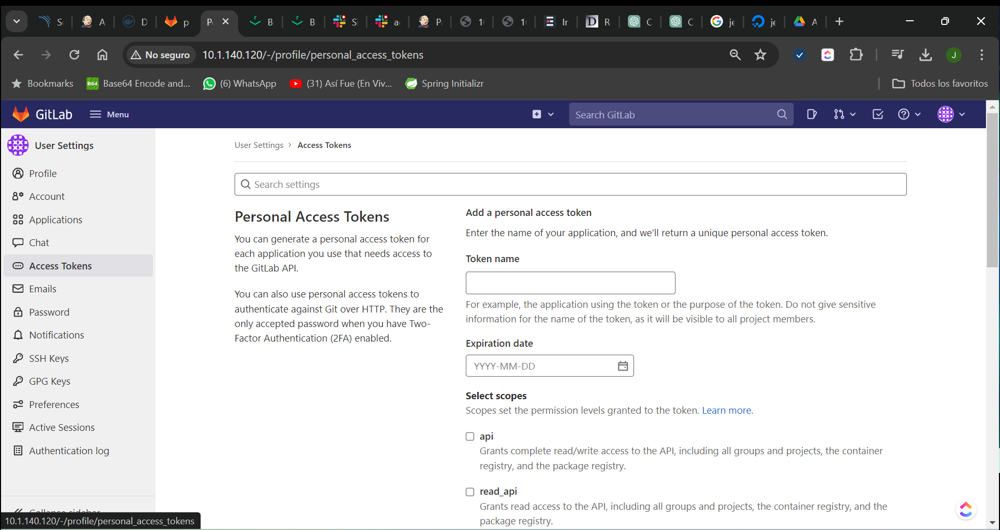 No seguro
10.1.140.120/-/profile/personal_access_tokens
J
Bookmarks
B64
Base64 Encode and...
(6) WhatsApp
(31) Así Fue (En Viv...
Spring Initializr
Todos los favoritos
GitLab
Menu
Search GitLab
User Settings
Profile
Account
Applications
Chat
Access Tokens
Emails
Password
Notifications
SSH Keys
GPG Keys
Preferences
Active Sessions
Authentication log
Collapse sidebar
10.1.140.120/-/profile/personal_access_tokens
User Settings > Access Tokens
Search settings
Personal Access Tokens
You can generate a personal access token for
each application you use that needs access to
the GitLab API.
You can also use personal access tokens to
authenticate against Git over HTTP. They are the
only accepted password when you have Two-
Factor Authentication (2FA) enabled.
Add a personal access token
Enter the name of your application, and we'll return a unique personal access token.
Token name
For example, the application using the token or the purpose of the token. Do not give sensitive
information for the name of the token, as it will be visible to all project members.
Expiration date
YYYY-MM-DD
Select scopes
Scopes set the permission levels granted to the token. Learn more.
api
Grants complete read/write access to the API, including all groups and projects, the container
registry, and the package registry.
read_api
Grants read access to the API, including all groups and projects, the container registry, and the
package registry.